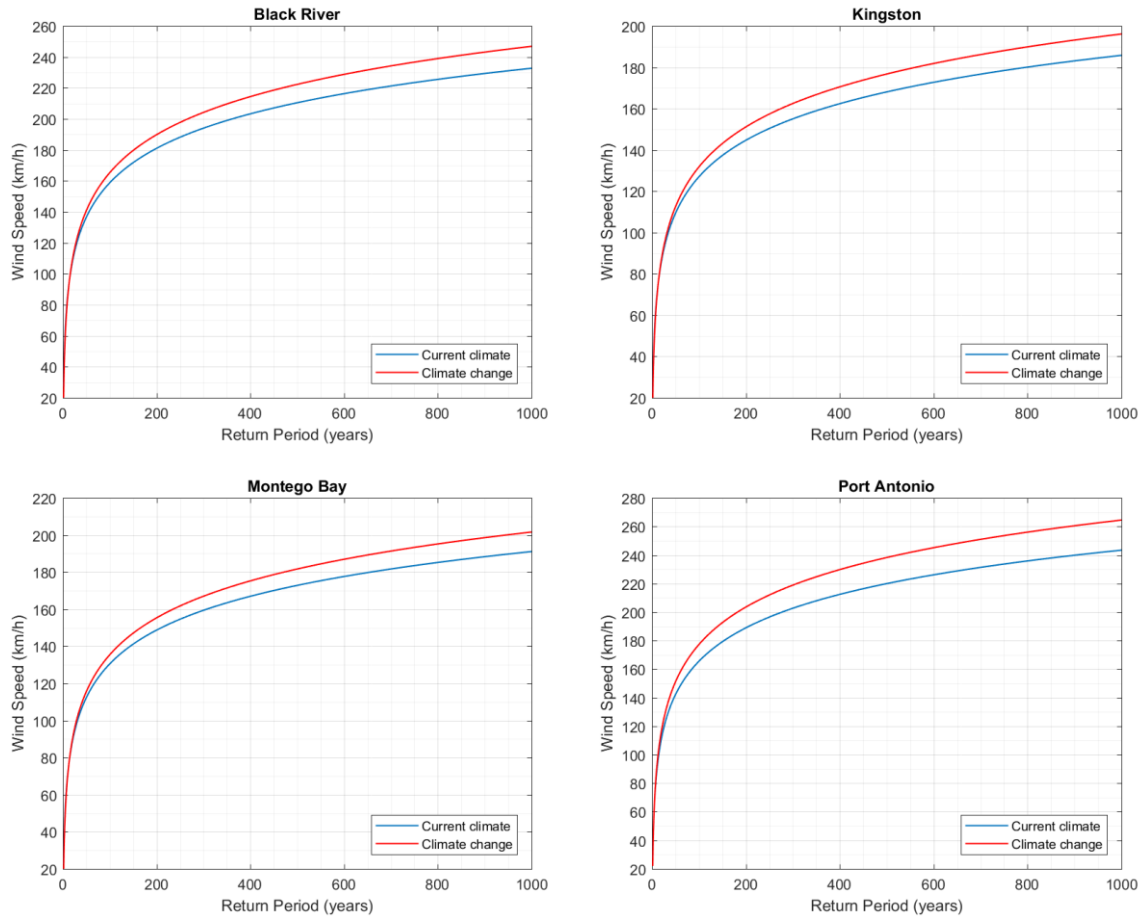 Black River
260
240
220
200
180
160
140
120
100
80
60
40
20
Wind Speed (km/h)
Current climate
Climate change
0 200 400 600 800 1000
Return Period (years)
Kingston
200
180
160
140
120
100
80
60
40
20
Wind Speed (km/h)
Current climate
Climate change
0 200 400 600 800 1000
Return Period (years)
Montego Bay
220
200
180
160
140
120
100
80
60
40
20
Wind Speed (km/h)
Current climate
Climate change
0 200 400 600 800 1000
Return Period (years)
Port Antonio
280
260
240
220
200
180
160
140
120
100
80
60
40
20
Wind Speed (km/h)
Current climate
Climate change
0 200 400 600 800 1000
Return Period (years)